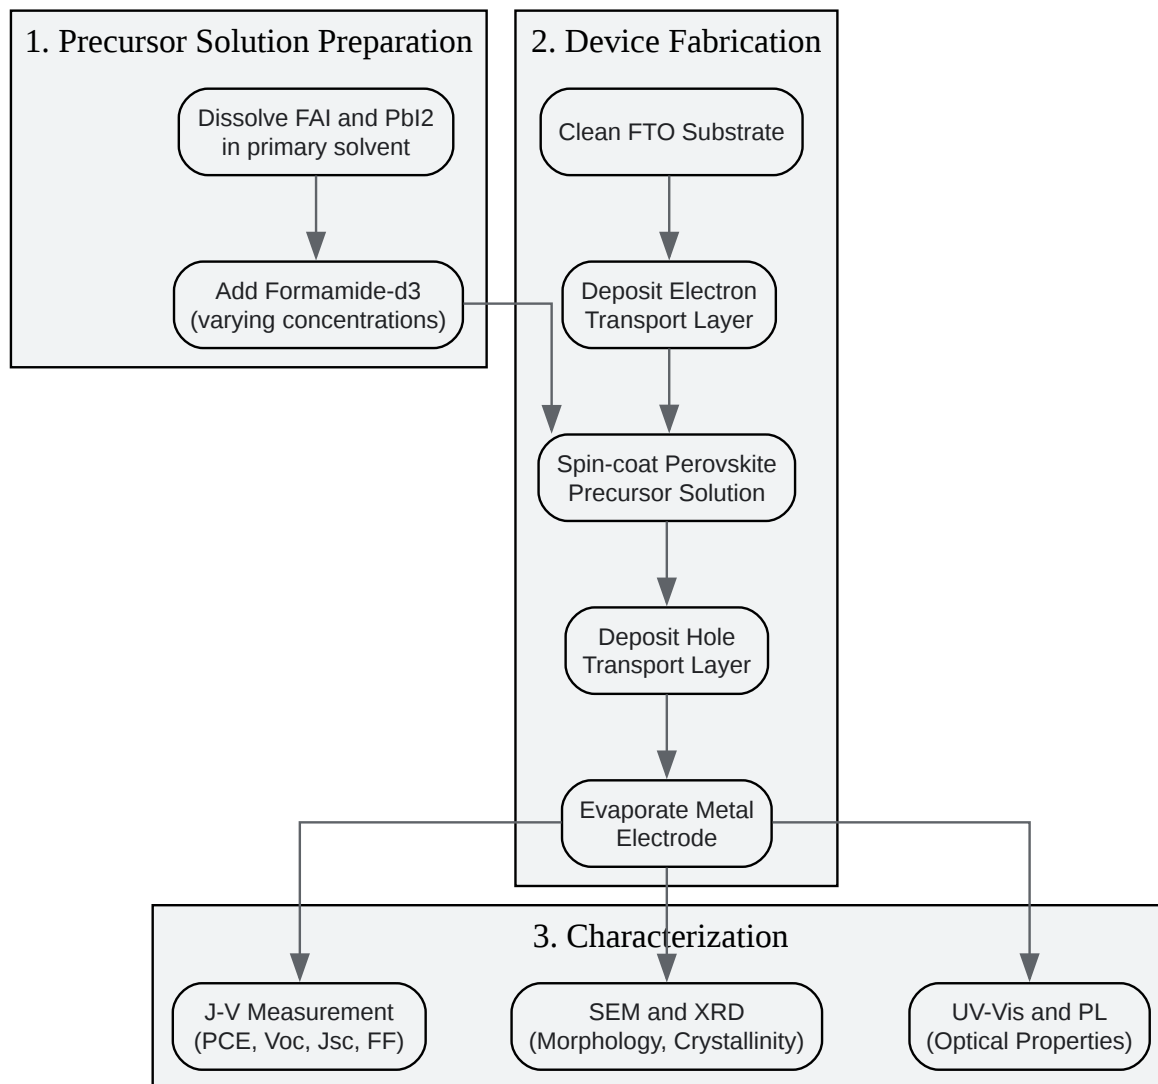 1. Precursor Solution Preparation
Dissolve FAI and PbI2
in primary solvent
Add Formamide-d3
(varying concentrations)
2. Device Fabrication
Clean FTO Substrate
Deposit Electron
Transport Layer
Spin-coat Perovskite
Precursor Solution
Deposit Hole
Transport Layer
Evaporate Metal
Electrode
3. Characterization
J-V Measurement
(PCE, Voc, Jsc, FF)
SEM and XRD
(Morphology, Crystallinity)
UV-Vis and PL
(Optical Properties)